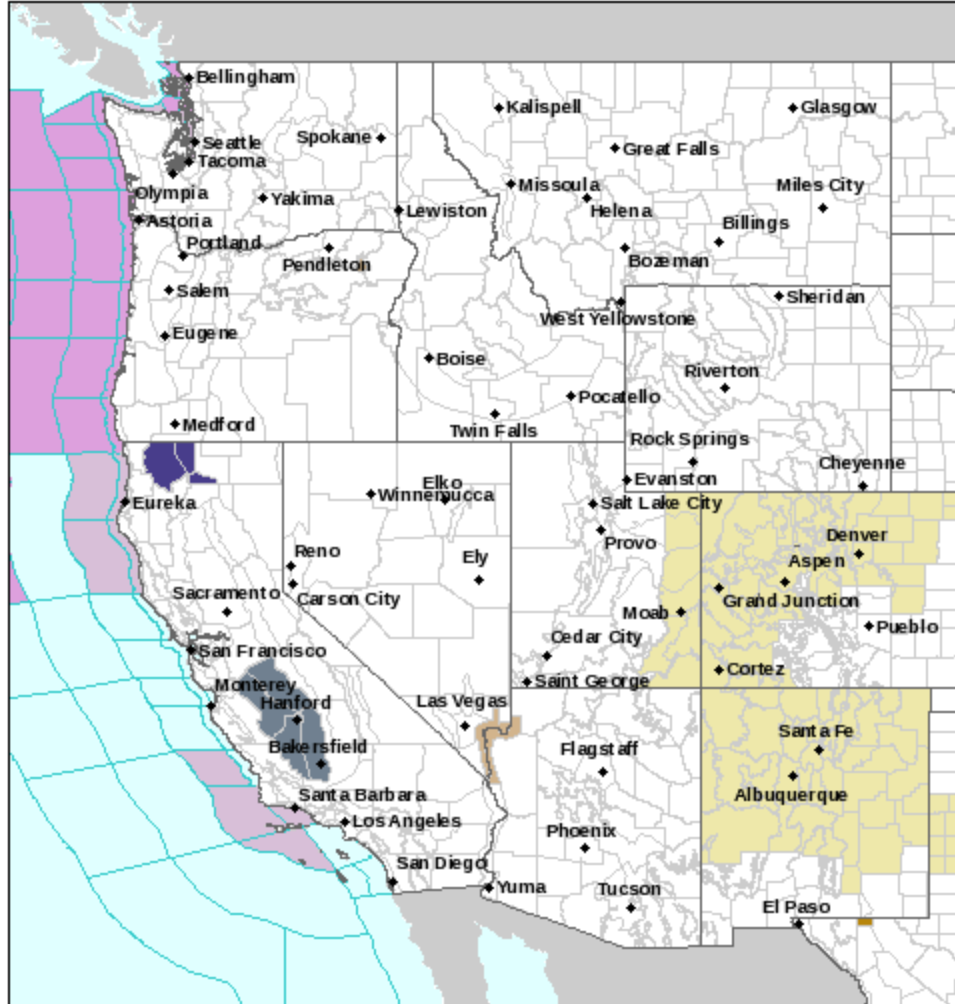 Bellingham
Kalispell
Glasgow
Seattle
Spokane
Great Falls
Tacoma
Olympia
Missoula
Miles City
Yakima
Lewiston
Helena
Astoria
Billings
Portland
Pendleton
Bozeman
Salem
Sheridan
West Yellowstone
Eugene
Boise
Riverton
Pocatello
Medford
Twin Falls
Rock Springs
Cheyenne
Elko
Evanston
Winnemucca
Eureka
Salt Lake City
Denver
Provo
Reno
Ely
Aspen
Sacramento
Carson City
Grand Junction
Moab
Pueblo
Cedar City
San Francisco
Cortez
Saint George
Monterey
Hanford
Las Vegas
Santa Fe
Bakersfield
Flagstaff
Santa Barbara
Albuquerque
Los Angeles
Phoenix
San Diego
Yuma
Tucson
El Paso